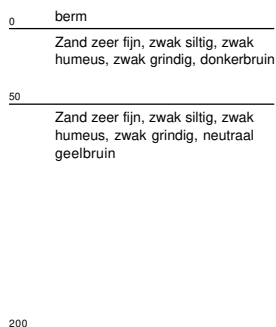 0 berm
Zand zeer fijn, zwak siltig, zwak
humeus, zwak grindig, donkerbruin
50
Zand zeer fijn, zwak siltig, zwak
humeus, zwak grindig, neutraal
geelbruin
200